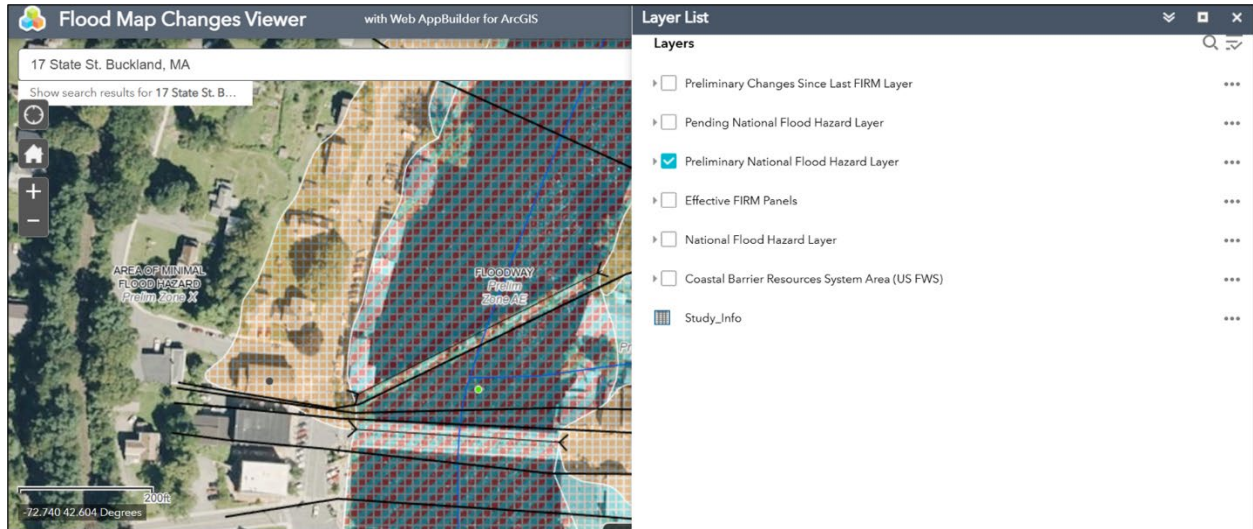 Flood Map Changes Viewer
with Web AppBuilder for ArcGIS
17 State St. Buckland, MA
Show search results for 17 State St. B...
+
−
AREA OF MINIMAL
FLOOD HAZARD
Prelim Zone X
FLOODWAY
Prelim
Zone AE
Pr
200ft
-72.740 42.604 Degrees
Layer List
Layers
Preliminary Changes Since Last FIRM Layer
Pending National Flood Hazard Layer
Preliminary National Flood Hazard Layer
Effective FIRM Panels
National Flood Hazard Layer
Coastal Barrier Resources System Area (US FWS)
Study_Info